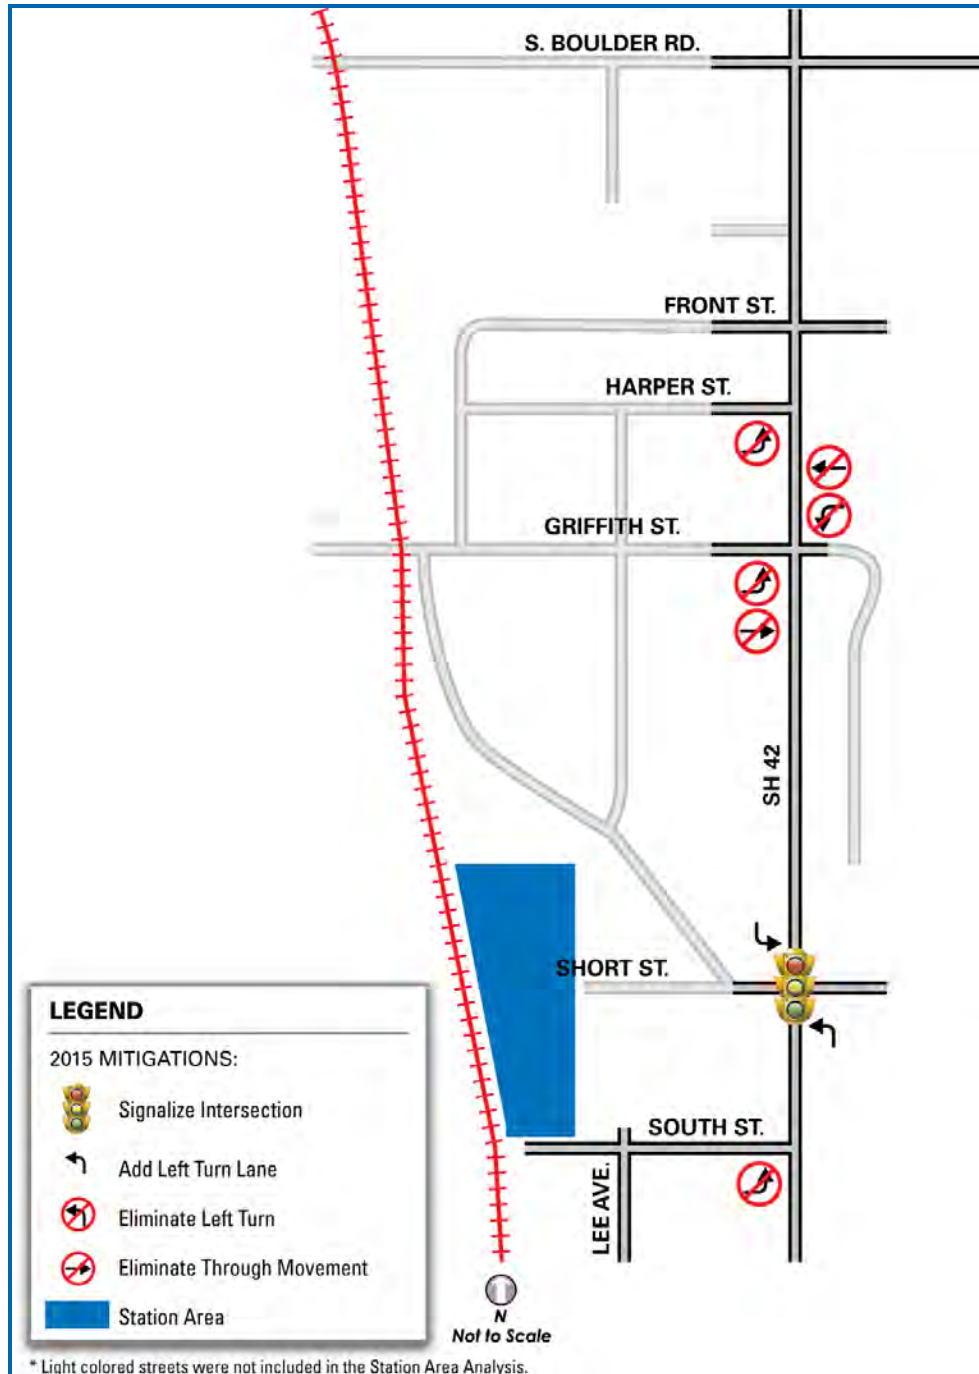 S. BOULDER RD.
FRONT ST.
HARPER ST.
GRIFFITH ST.
SH 42
SHORT ST.
SOUTH ST.
LEE AVE.
LEGEND
2015 MITIGATIONS:
Signalize Intersection
Add Left Turn Lane
Eliminate Left Turn
Eliminate Through Movement
Station Area
N
Not to Scale
* Light colored streets were not included in the Station Area Analysis.